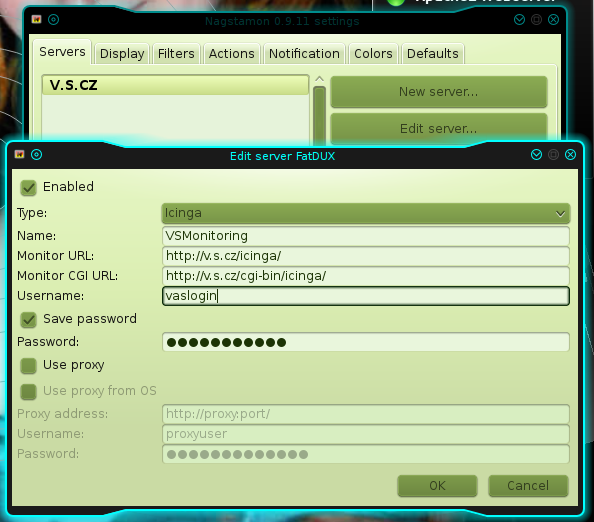 Nagstamon 0.9.11 settings
Servers Display Filters Actions Notification Colors Defaults
V.S.CZ
New server...
Edit server...
Edit server FatDUX
Enabled
Type: Icinga
Name: VSMonitoring
Monitor URL: http://v.s.cz/icinga/
Monitor CGI URL: http://v.s.cz/cgi-bin/icinga/
Username: vaslogin
Save password
Password: ●●●●●●●●●●●
Use proxy
Use proxy from OS
Proxy address: http://proxy:port/
Username: proxyuser
Password: ●●●●●●●●●●●●●
OK Cancel